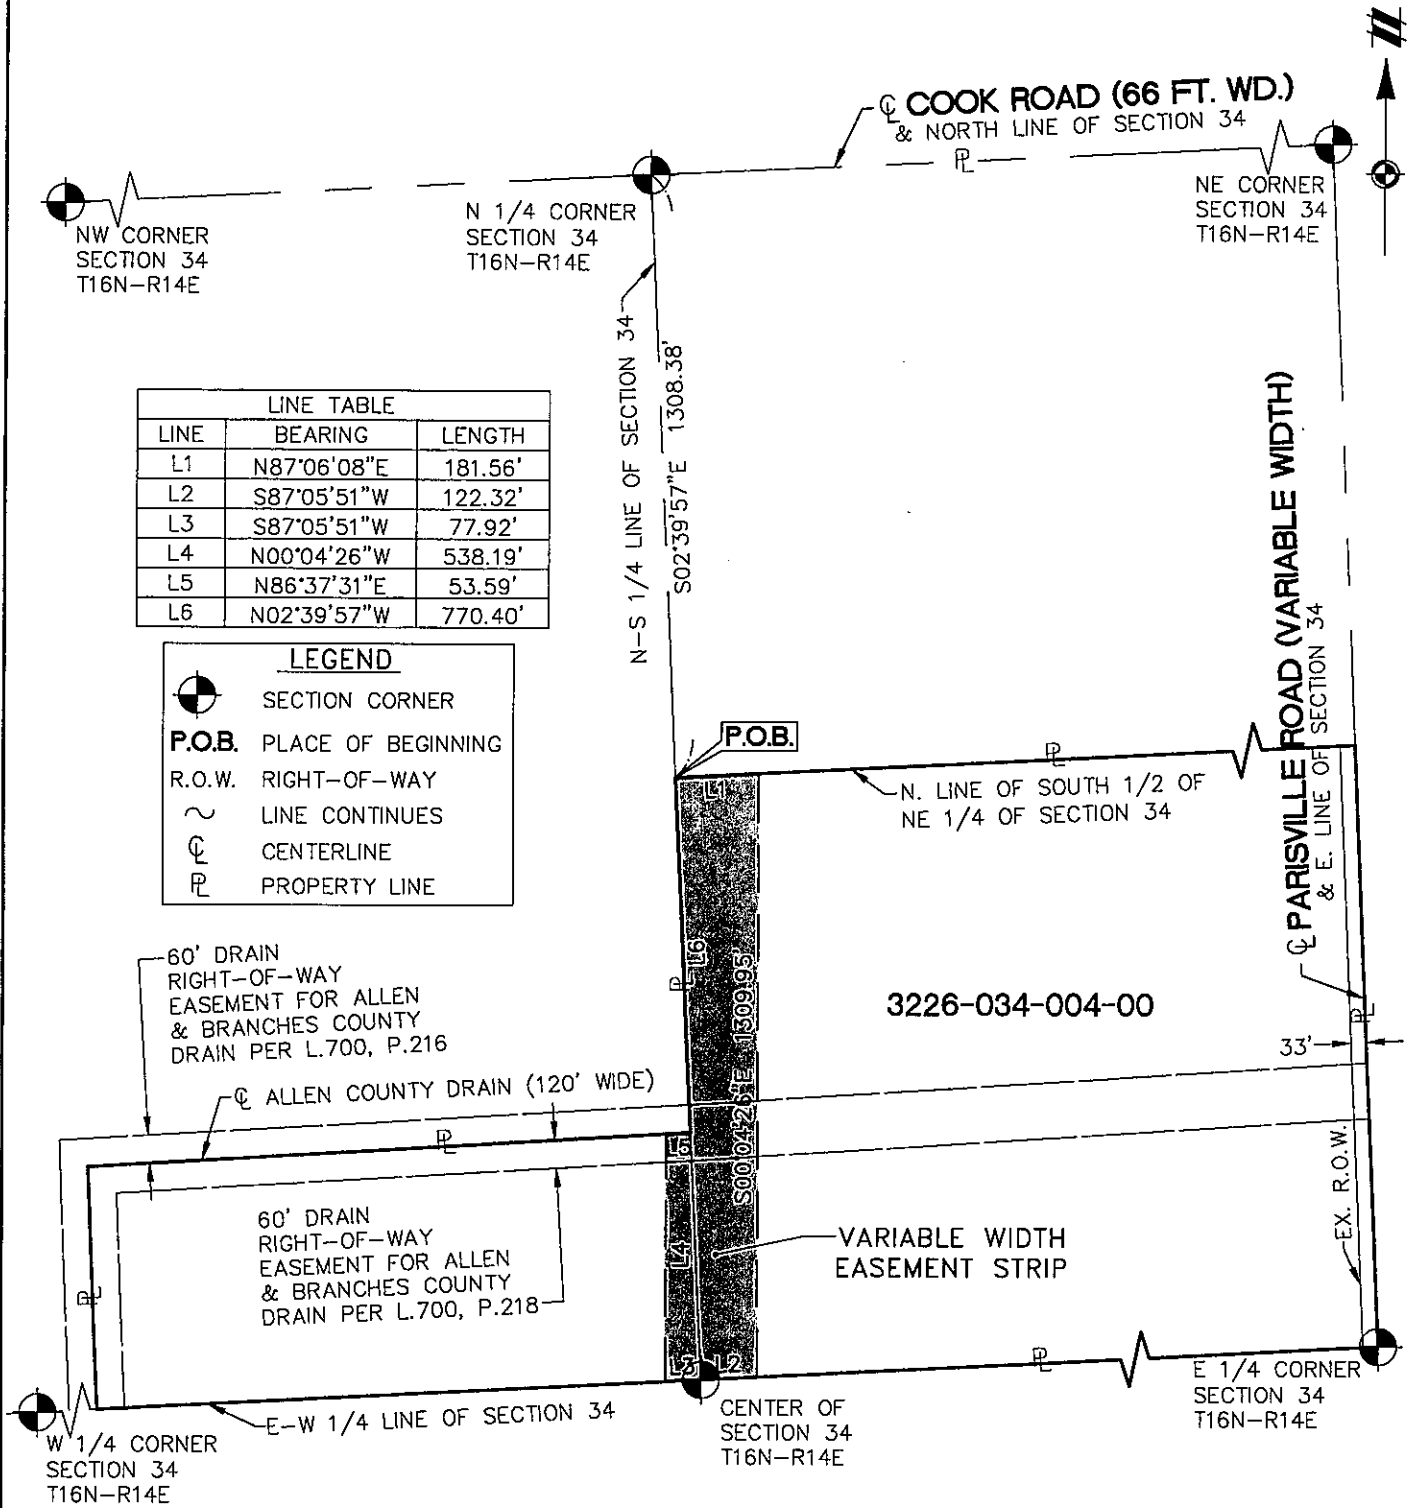 N
℄ COOK ROAD (66 FT. WD.)
& NORTH LINE OF SECTION 34
℄ PARISVILLE ROAD (VARIABLE WIDTH)
& E. LINE OF SECTION 34
NW CORNER
SECTION 34
T16N-R14E
N 1/4 CORNER
SECTION 34
T16N-R14E
NE CORNER
SECTION 34
T16N-R14E
PL
N-S 1/4 LINE OF SECTION 34
S02°39'57"E 1308.38'
LINE TABLE
LINE BEARING LENGTH
L1 N87°06'08"E 181.56'
L2 S87°05'51"W 122.32'
L3 S87°05'51"W 77.92'
L4 N00°04'26"W 538.19'
L5 N86°37'31"E 53.59'
L6 N02°39'57"W 770.40'
LEGEND
SECTION CORNER
P.O.B. PLACE OF BEGINNING
R.O.W. RIGHT-OF-WAY
~ LINE CONTINUES
℄ CENTERLINE
PL PROPERTY LINE
P.O.B.
PL
L1
N. LINE OF SOUTH 1/2 OF
NE 1/4 OF SECTION 34
60' DRAIN
RIGHT-OF-WAY
EASEMENT FOR ALLEN
& BRANCHES COUNTY
DRAIN PER L.700, P.216
PL
L6
S00°04'26"E 1309.95'
3226-034-004-00
PL
33'
℄ ALLEN COUNTY DRAIN (120' WIDE)
PL
L5
EX. R.O.W.
60' DRAIN
RIGHT-OF-WAY
EASEMENT FOR ALLEN
& BRANCHES COUNTY
DRAIN PER L.700, P.218
PL
L4
VARIABLE WIDTH
EASEMENT STRIP
L3
L2
PL
E-W 1/4 LINE OF SECTION 34
W 1/4 CORNER
SECTION 34
T16N-R14E
CENTER OF
SECTION 34
T16N-R14E
E 1/4 CORNER
SECTION 34
T16N-R14E